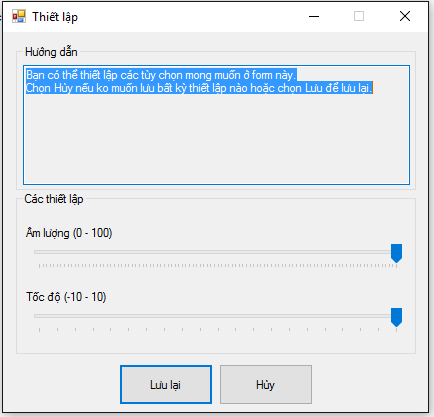 Thiết lập
Hướng dẫn
Bạn có thể thiết lập các tùy chọn mong muốn ở form này.
Chọn Hủy nếu ko muốn lưu bất kỳ thiết lập nào hoặc chọn Lưu để lưu lại.
Các thiết lập
Âm lượng (0 - 100)
Tốc độ (-10 - 10)
Lưu lại
Hủy